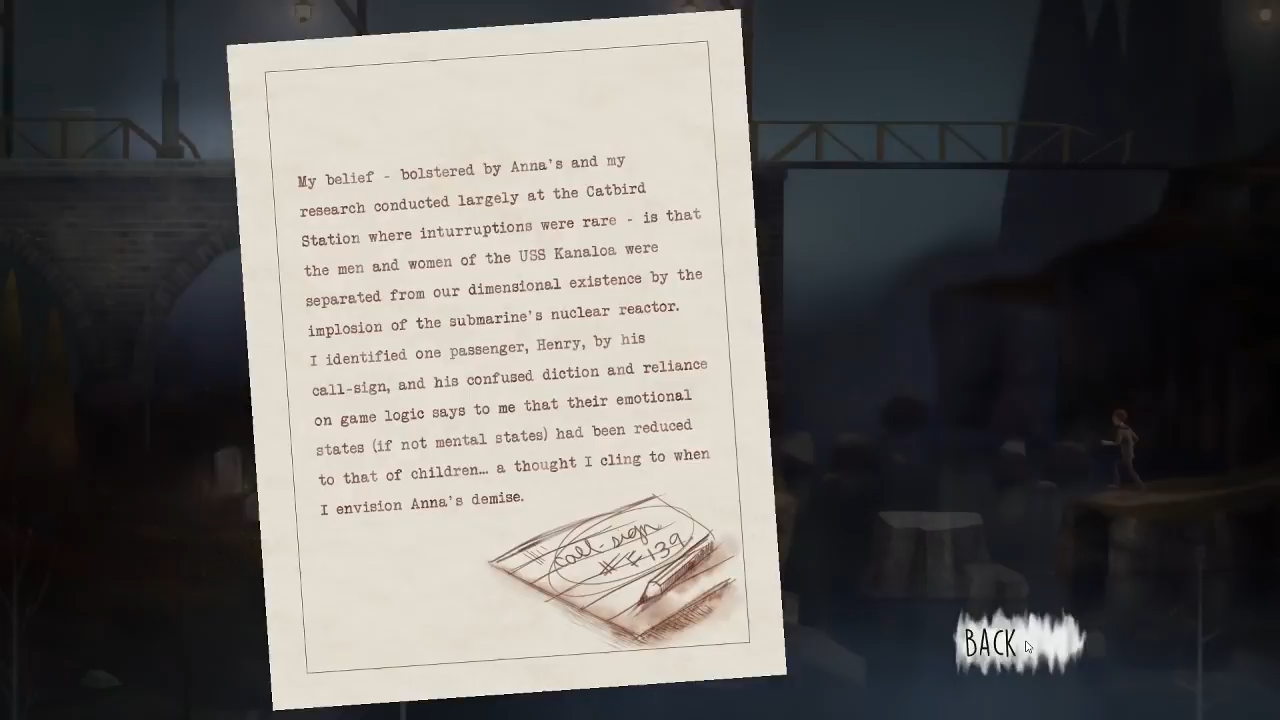 My belief - bolstered by Anna's and my
research conducted largely at the Catbird
Station where inturruptions were rare - is that
the men and women of the USS Kanaloa were
separated from our dimensional existence by the
implosion of the submarine's nuclear reactor.
I identified one passenger, Henry, by his
call-sign, and his confused diction and reliance
on game logic says to me that their emotional
states (if not mental states) had been reduced
to that of children… a thought I cling to when
I envision Anna's demise.
call-sign
# F-139
BACK